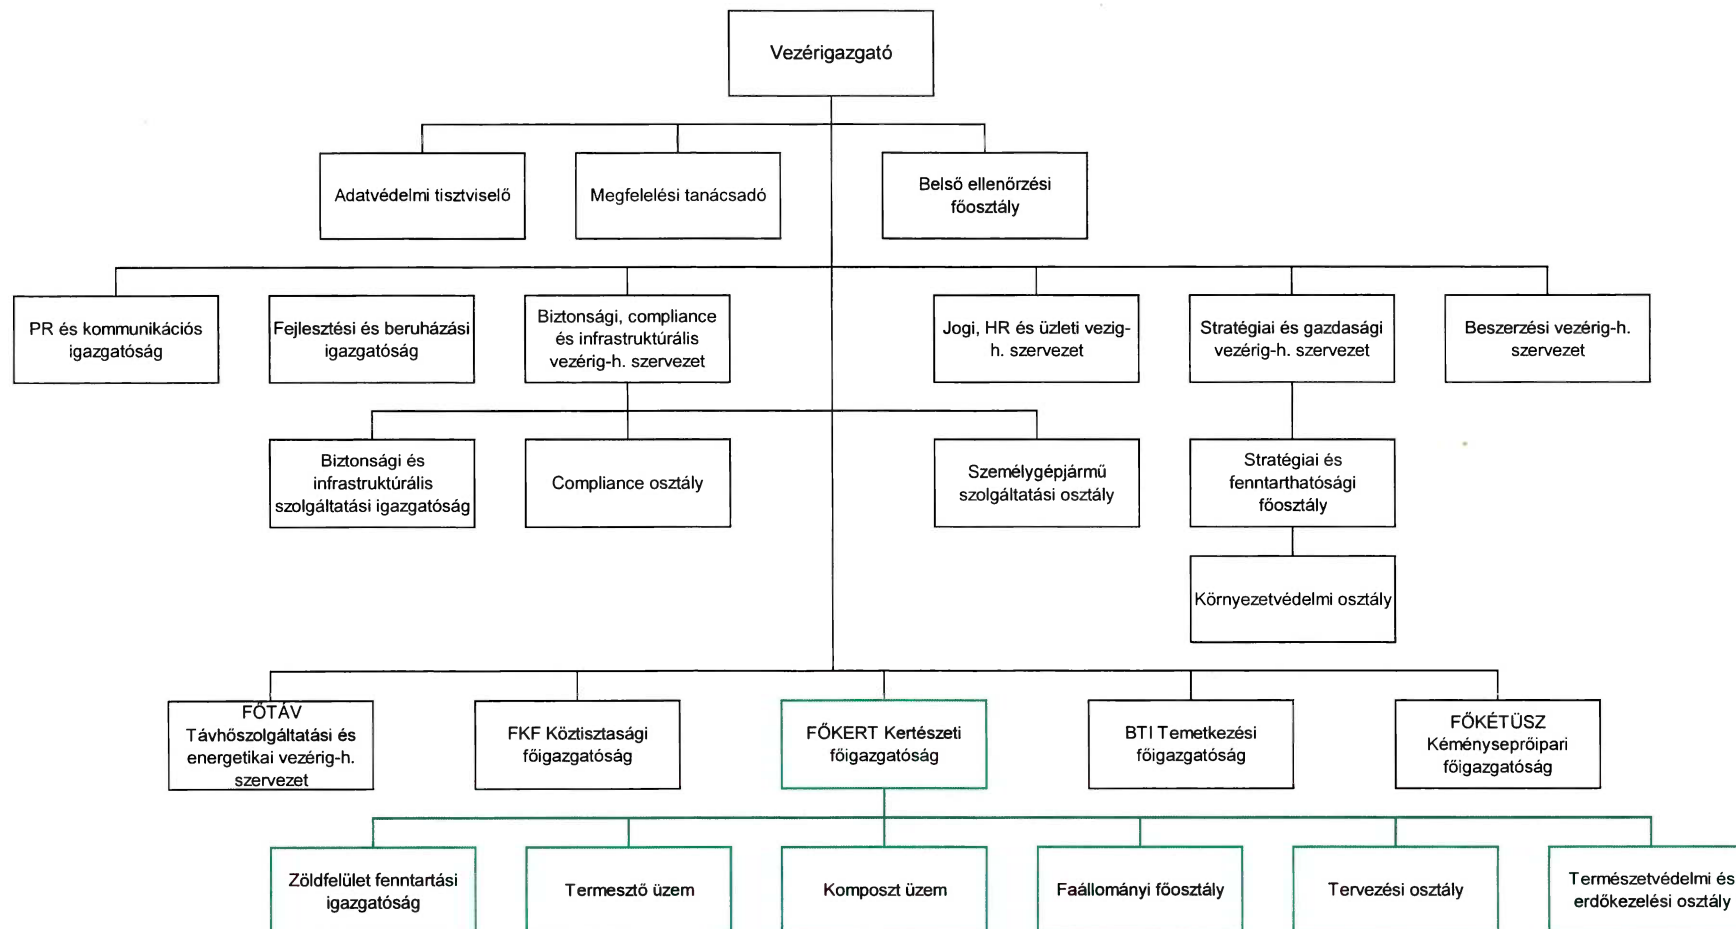 Vezérigazgató
Adatvédelmi tisztviselő
Megfelelési tanácsadó
Belső ellenőrzési
főosztály
PR és kommunikációs
igazgatóság
Fejlesztési és beruházási
igazgatóság
Biztonsági, compliance
és infrastruktúrális
vezérig-h. szervezet
Jogi, HR és üzleti vezig-
h. szervezet
Stratégiai és gazdasági
vezérig-h. szervezet
Beszerzési vezérig-h.
szervezet
Biztonsági és
infrastruktúrális
szolgáltatási igazgatóság
Compliance osztály
Személygépjármű
szolgáltatási osztály
Stratégiai és
fenntarthatósági
főosztály
Környezetvédelmi osztály
FŐTÁV
Távhőszolgáltatási és
energetikai vezérig-h.
szervezet
FKF Köztisztasági
főigazgatóság
FŐKERT Kertészeti
főigazgatóság
BTI Temetkezési
főigazgatóság
FŐKÉTÜSZ
Kéményseprőipari
főigazgatóság
Zöldfelület fenntartási
igazgatóság
Termesztő üzem
Komposzt üzem
Faállományi főosztály
Tervezési osztály
Természetvédelmi és
erdőkezelési osztály